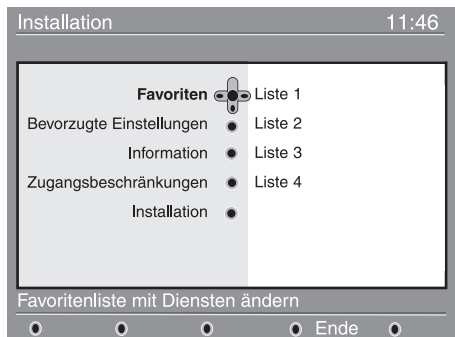 Installation 11:46
Favoriten Liste 1
Bevorzugte Einstellungen Liste 2
Information Liste 3
Zugangsbeschränkungen Liste 4
Installation
Favoritenliste mit Diensten ändern
Ende